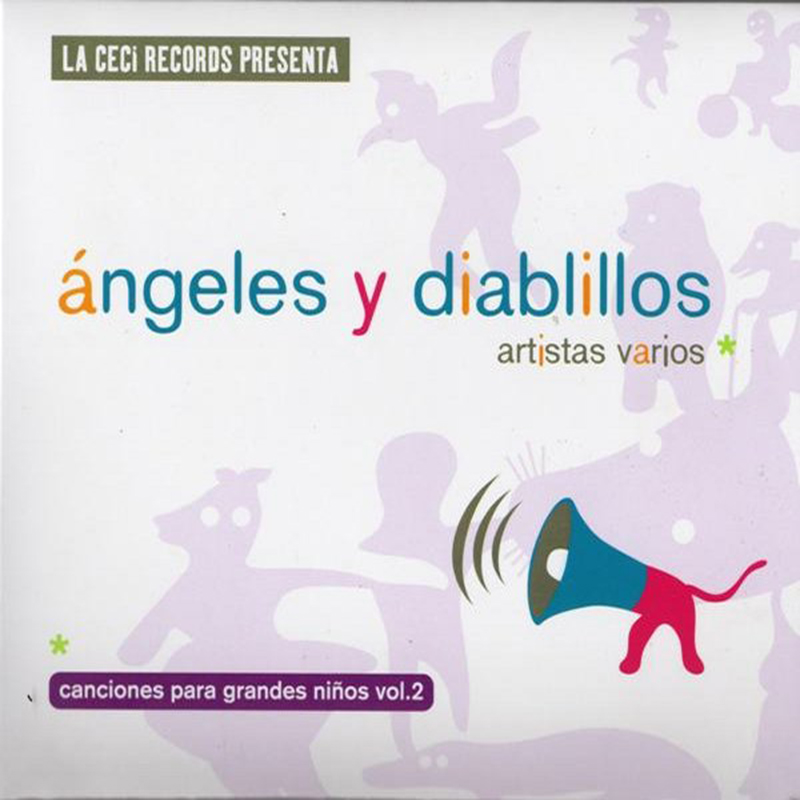 LA CECi RECORDS PRESENTA
ángeles y diablillos
artistas varios *
*
canciones para grandes niños vol.2